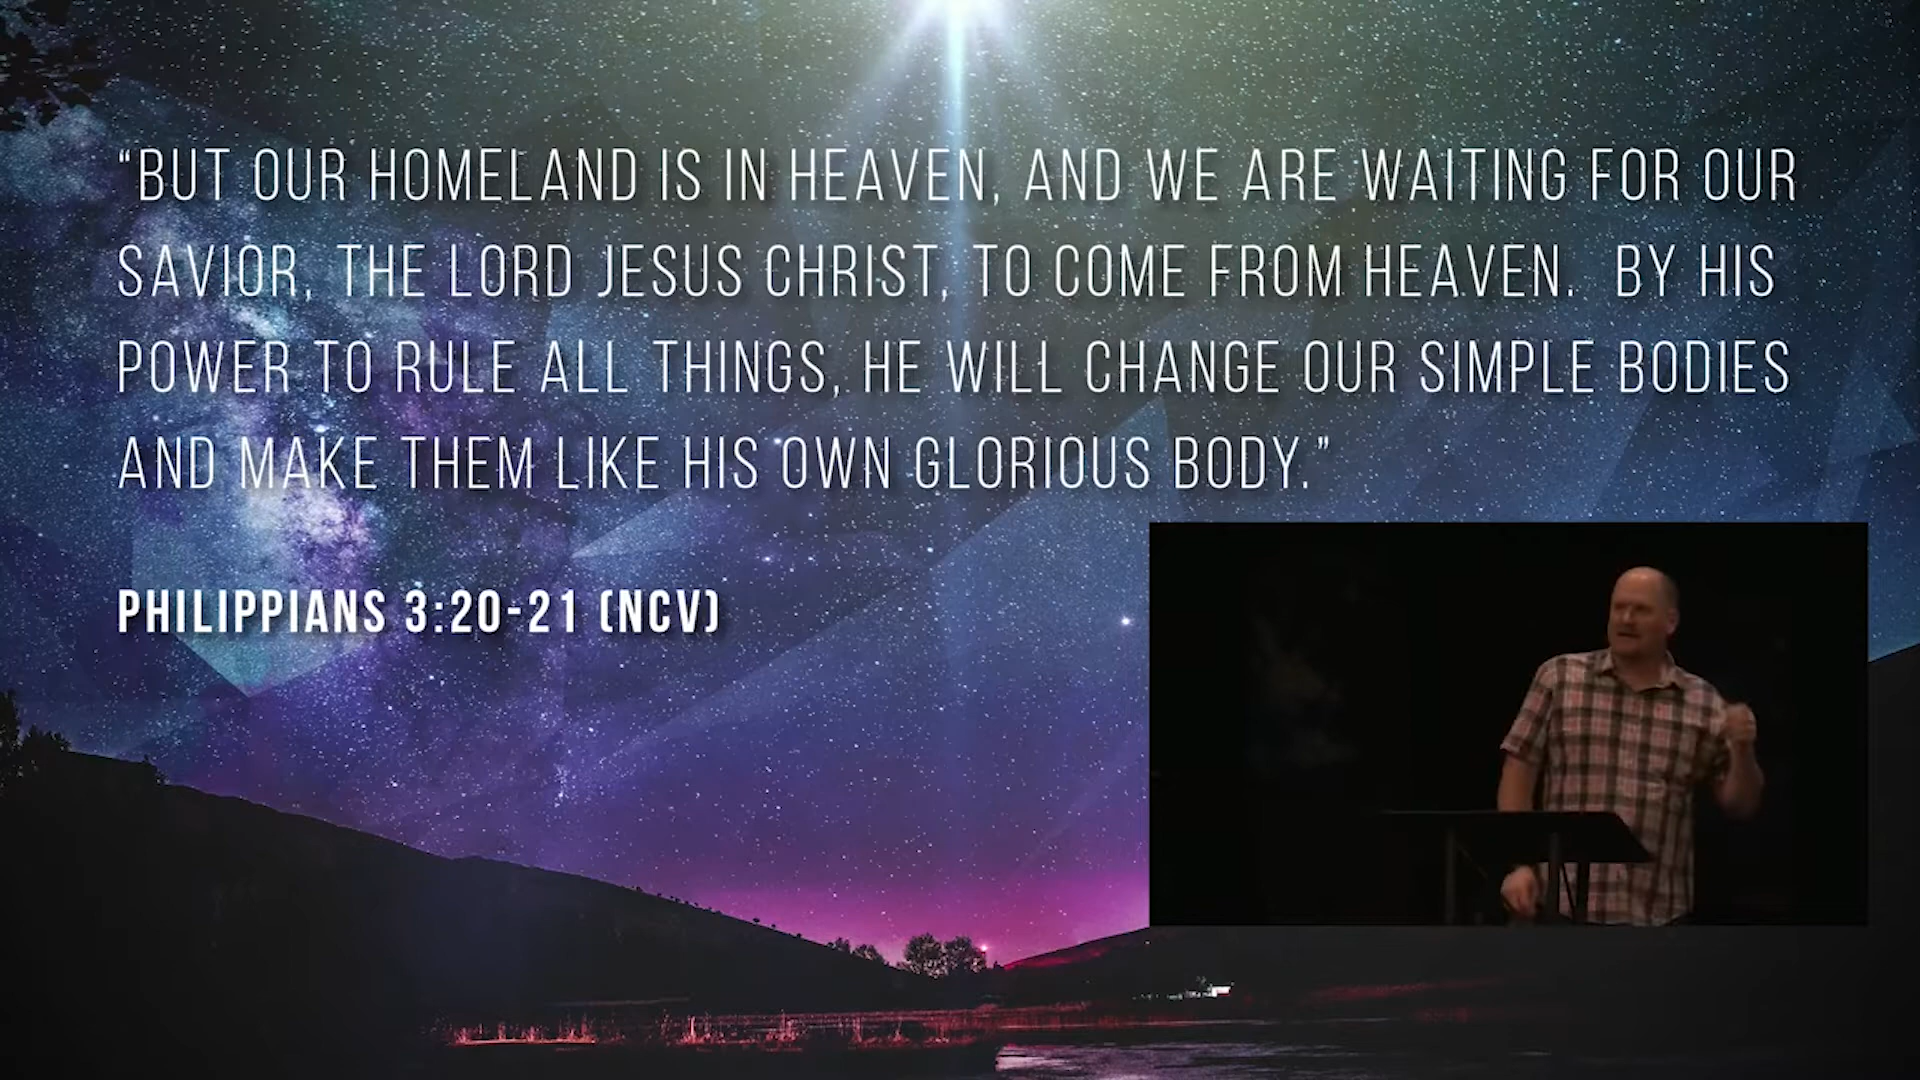 “BUT OUR HOMELAND IS IN HEAVEN, AND WE ARE WAITING FOR OUR
SAVIOR, THE LORD JESUS CHRIST, TO COME FROM HEAVEN.  BY HIS
POWER TO RULE ALL THINGS, HE WILL CHANGE OUR SIMPLE BODIES
AND MAKE THEM LIKE HIS OWN GLORIOUS BODY.”
PHILIPPIANS 3:20-21 (NCV)